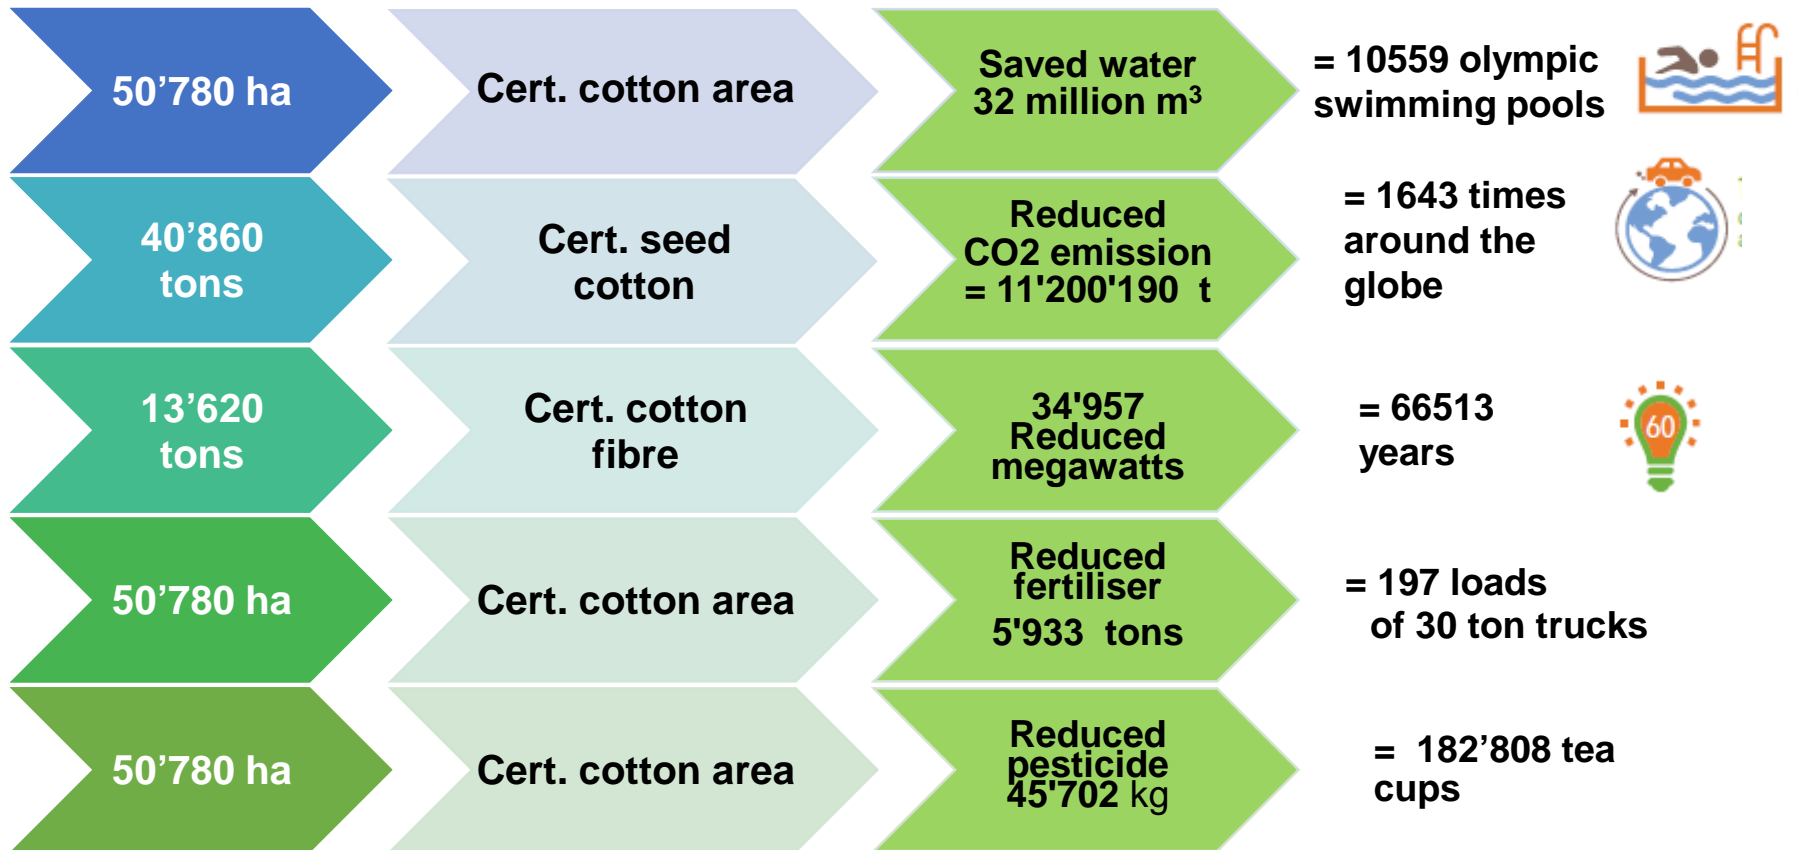 50’780 ha
Cert. cotton area
Saved water
32 million m³
= 10559 olympic
swimming pools
40’860
tons
Cert. seed
cotton
Reduced
CO2 emission
= 11'200'190 t
= 1643 times
around the
globe
13’620
tons
Cert. cotton
fibre
34'957
Reduced
megawatts
= 66513
years
60
50’780 ha
Cert. cotton area
Reduced
fertiliser
5'933 tons
= 197 loads
of 30 ton trucks
50’780 ha
Cert. cotton area
Reduced
pesticide
45'702 kg
= 182’808 tea
cups